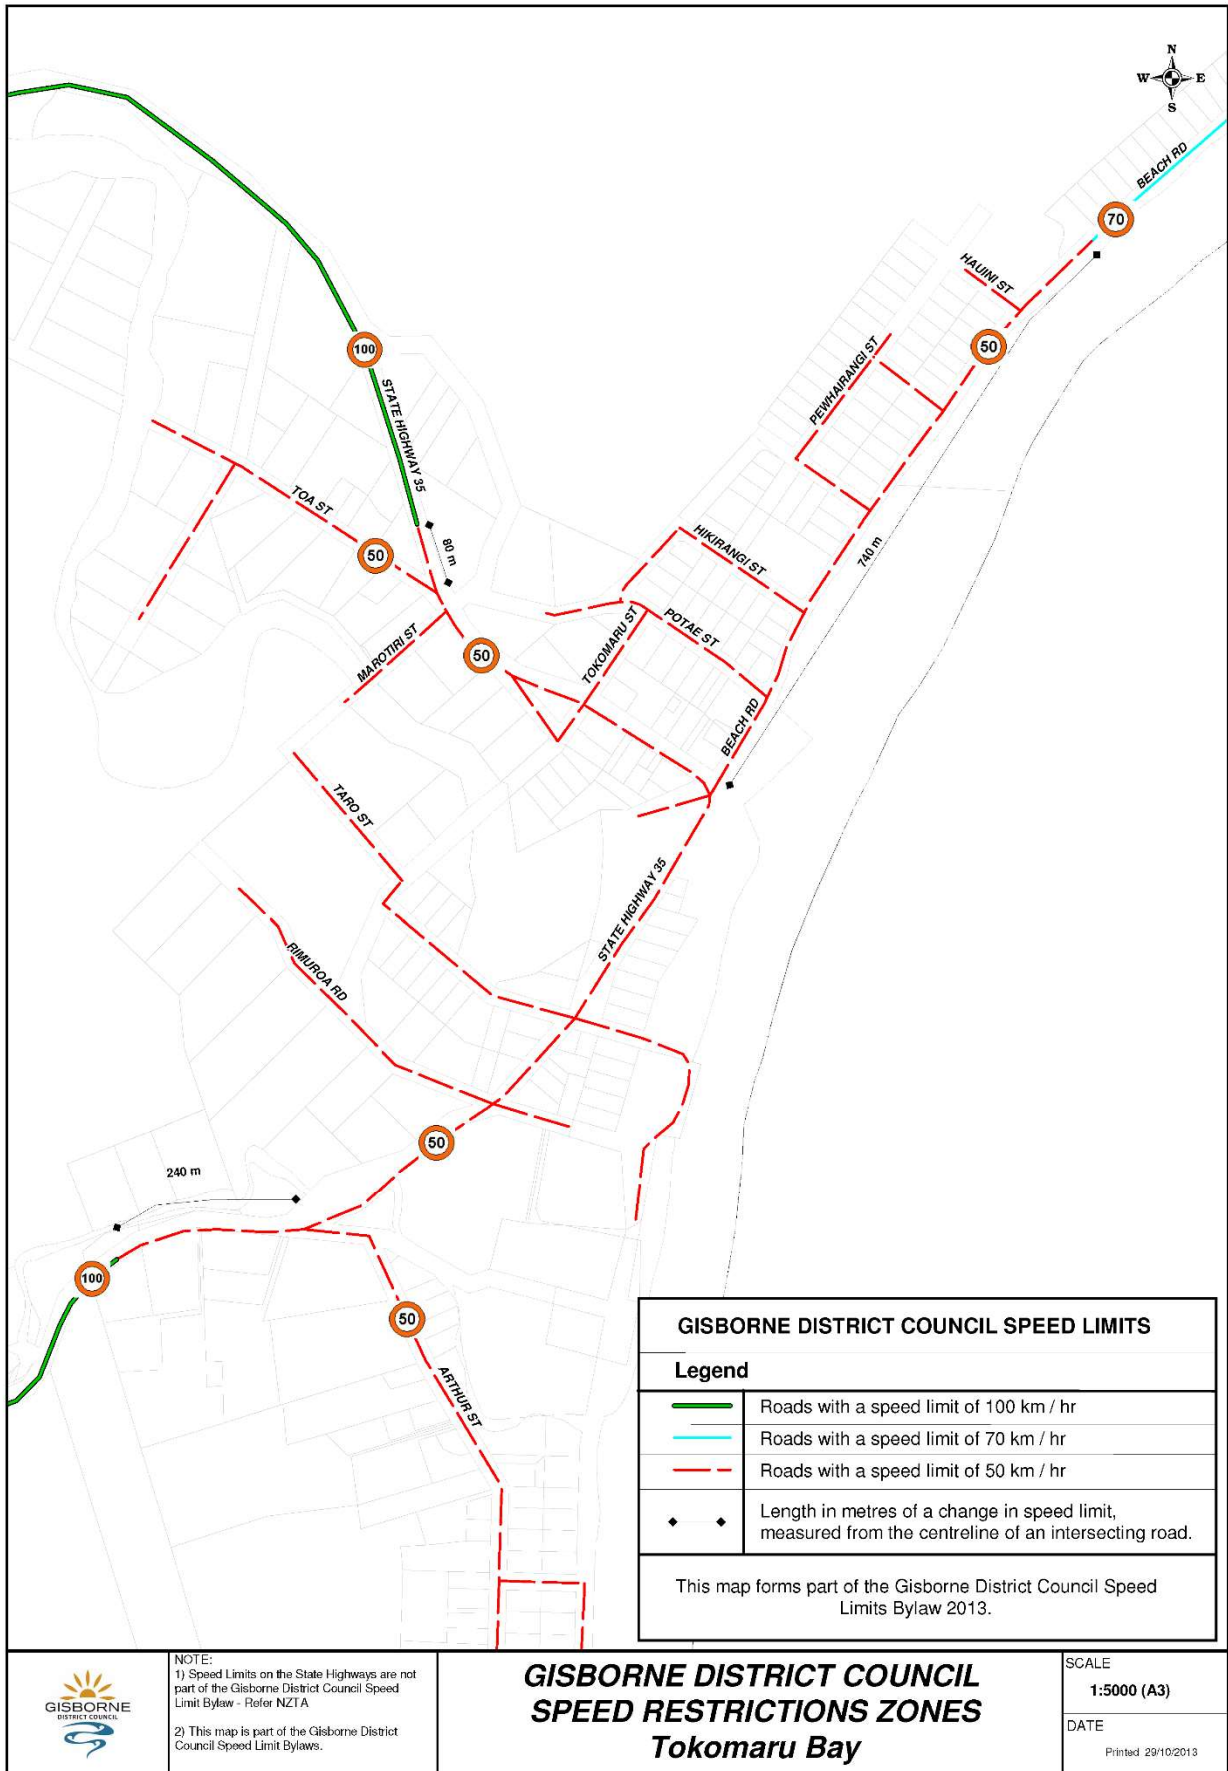 N
W E
S
BEACH RD
70
HAUINI ST
50
PEWHAIRANGI ST
100
STATE HIGHWAY 35
TOA ST
50
80 m
HIKIRANGI ST
740 m
POTAE ST
TOKOMARU ST
MAROTIRI ST
50
BEACH RD
TARO ST
STATE HIGHWAY 35
RIMUROA RD
50
240 m
100
50
ARTHUR ST
GISBORNE DISTRICT COUNCIL SPEED LIMITS
Legend
Roads with a speed limit of 100 km / hr
Roads with a speed limit of 70 km / hr
Roads with a speed limit of 50 km / hr
Length in metres of a change in speed limit,
measured from the centreline of an intersecting road.
This map forms part of the Gisborne District Council Speed
Limits Bylaw 2013.
GISBORNE
DISTRICT COUNCIL
NOTE:
1) Speed Limits on the State Highways are not
part of the Gisborne District Council Speed
Limit Bylaw - Refer NZTA
2) This map is part of the Gisborne District
Council Speed Limit Bylaws.
GISBORNE DISTRICT COUNCIL
SPEED RESTRICTIONS ZONES
Tokomaru Bay
SCALE
1:5000 (A3)
DATE
Printed 29/10/2013